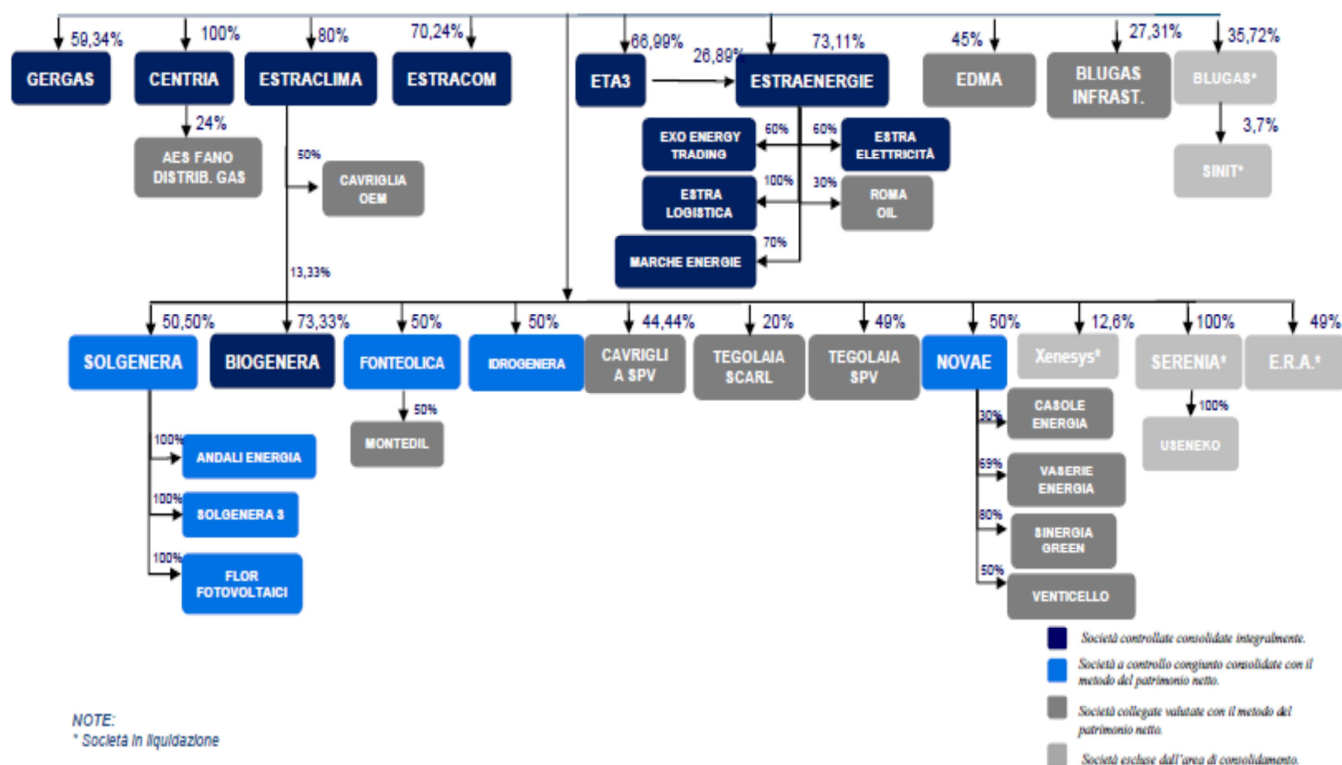 59,34%
100%
80%
70,24%
66,99%
26,89%
73,11%
45%
27,31%
35,72%
GERGAS
CENTRIA
ESTRACLIMA
ESTRACOM
ETA3
ESTRAENERGIE
EDMA
BLUGAS
INFRAST.
BLUGAS*
24%
3,7%
AES FANO
DISTRIB. GAS
50%
CAVRIGLIA
OEM
EXO ENERGY
TRADING
60%
60%
ESTRA
ELETTRICITÀ
SINIT*
ESTRA
LOGISTICA
100%
30%
ROMA
OIL
MARCHE ENERGIE
70%
13,33%
50,50%
73,33%
50%
50%
44,44%
20%
49%
50%
12,6%
100%
49%
SOLGENERA
BIOGENERA
FONTEOLICA
IDROGENERA
CAVRIGLI
A SPV
TEGOLAIA
SCARL
TEGOLAIA
SPV
NOVAE
Xenesys*
SERENIA*
E.R.A.*
50%
MONTEDIL
100%
ANDALI ENERGIA
100%
SOLGENERA 3
100%
FLOR
FOTOVOLTAICI
30%
CASOLE
ENERGIA
69%
VASERIE
ENERGIA
80%
SINERGIA
GREEN
50%
VENTICELLO
100%
USENEKO
Società controllate consolidate integralmente.
Società a controllo congiunto consolidate con il
metodo del patrimonio netto.
Società collegate valutate con il metodo del
patrimonio netto.
Società escluse dall'area di consolidamento.
NOTE:
* Società in liquidazione